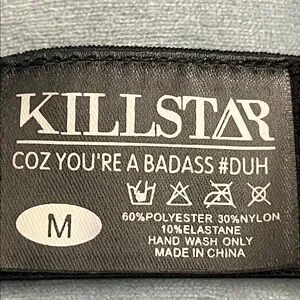 KILLSTAR
COZ YOU'RE A BADASS #DUH
M
60%POLYESTER 30%NYLON
10%ELASTANE
HAND WASH ONLY
MADE IN CHINA